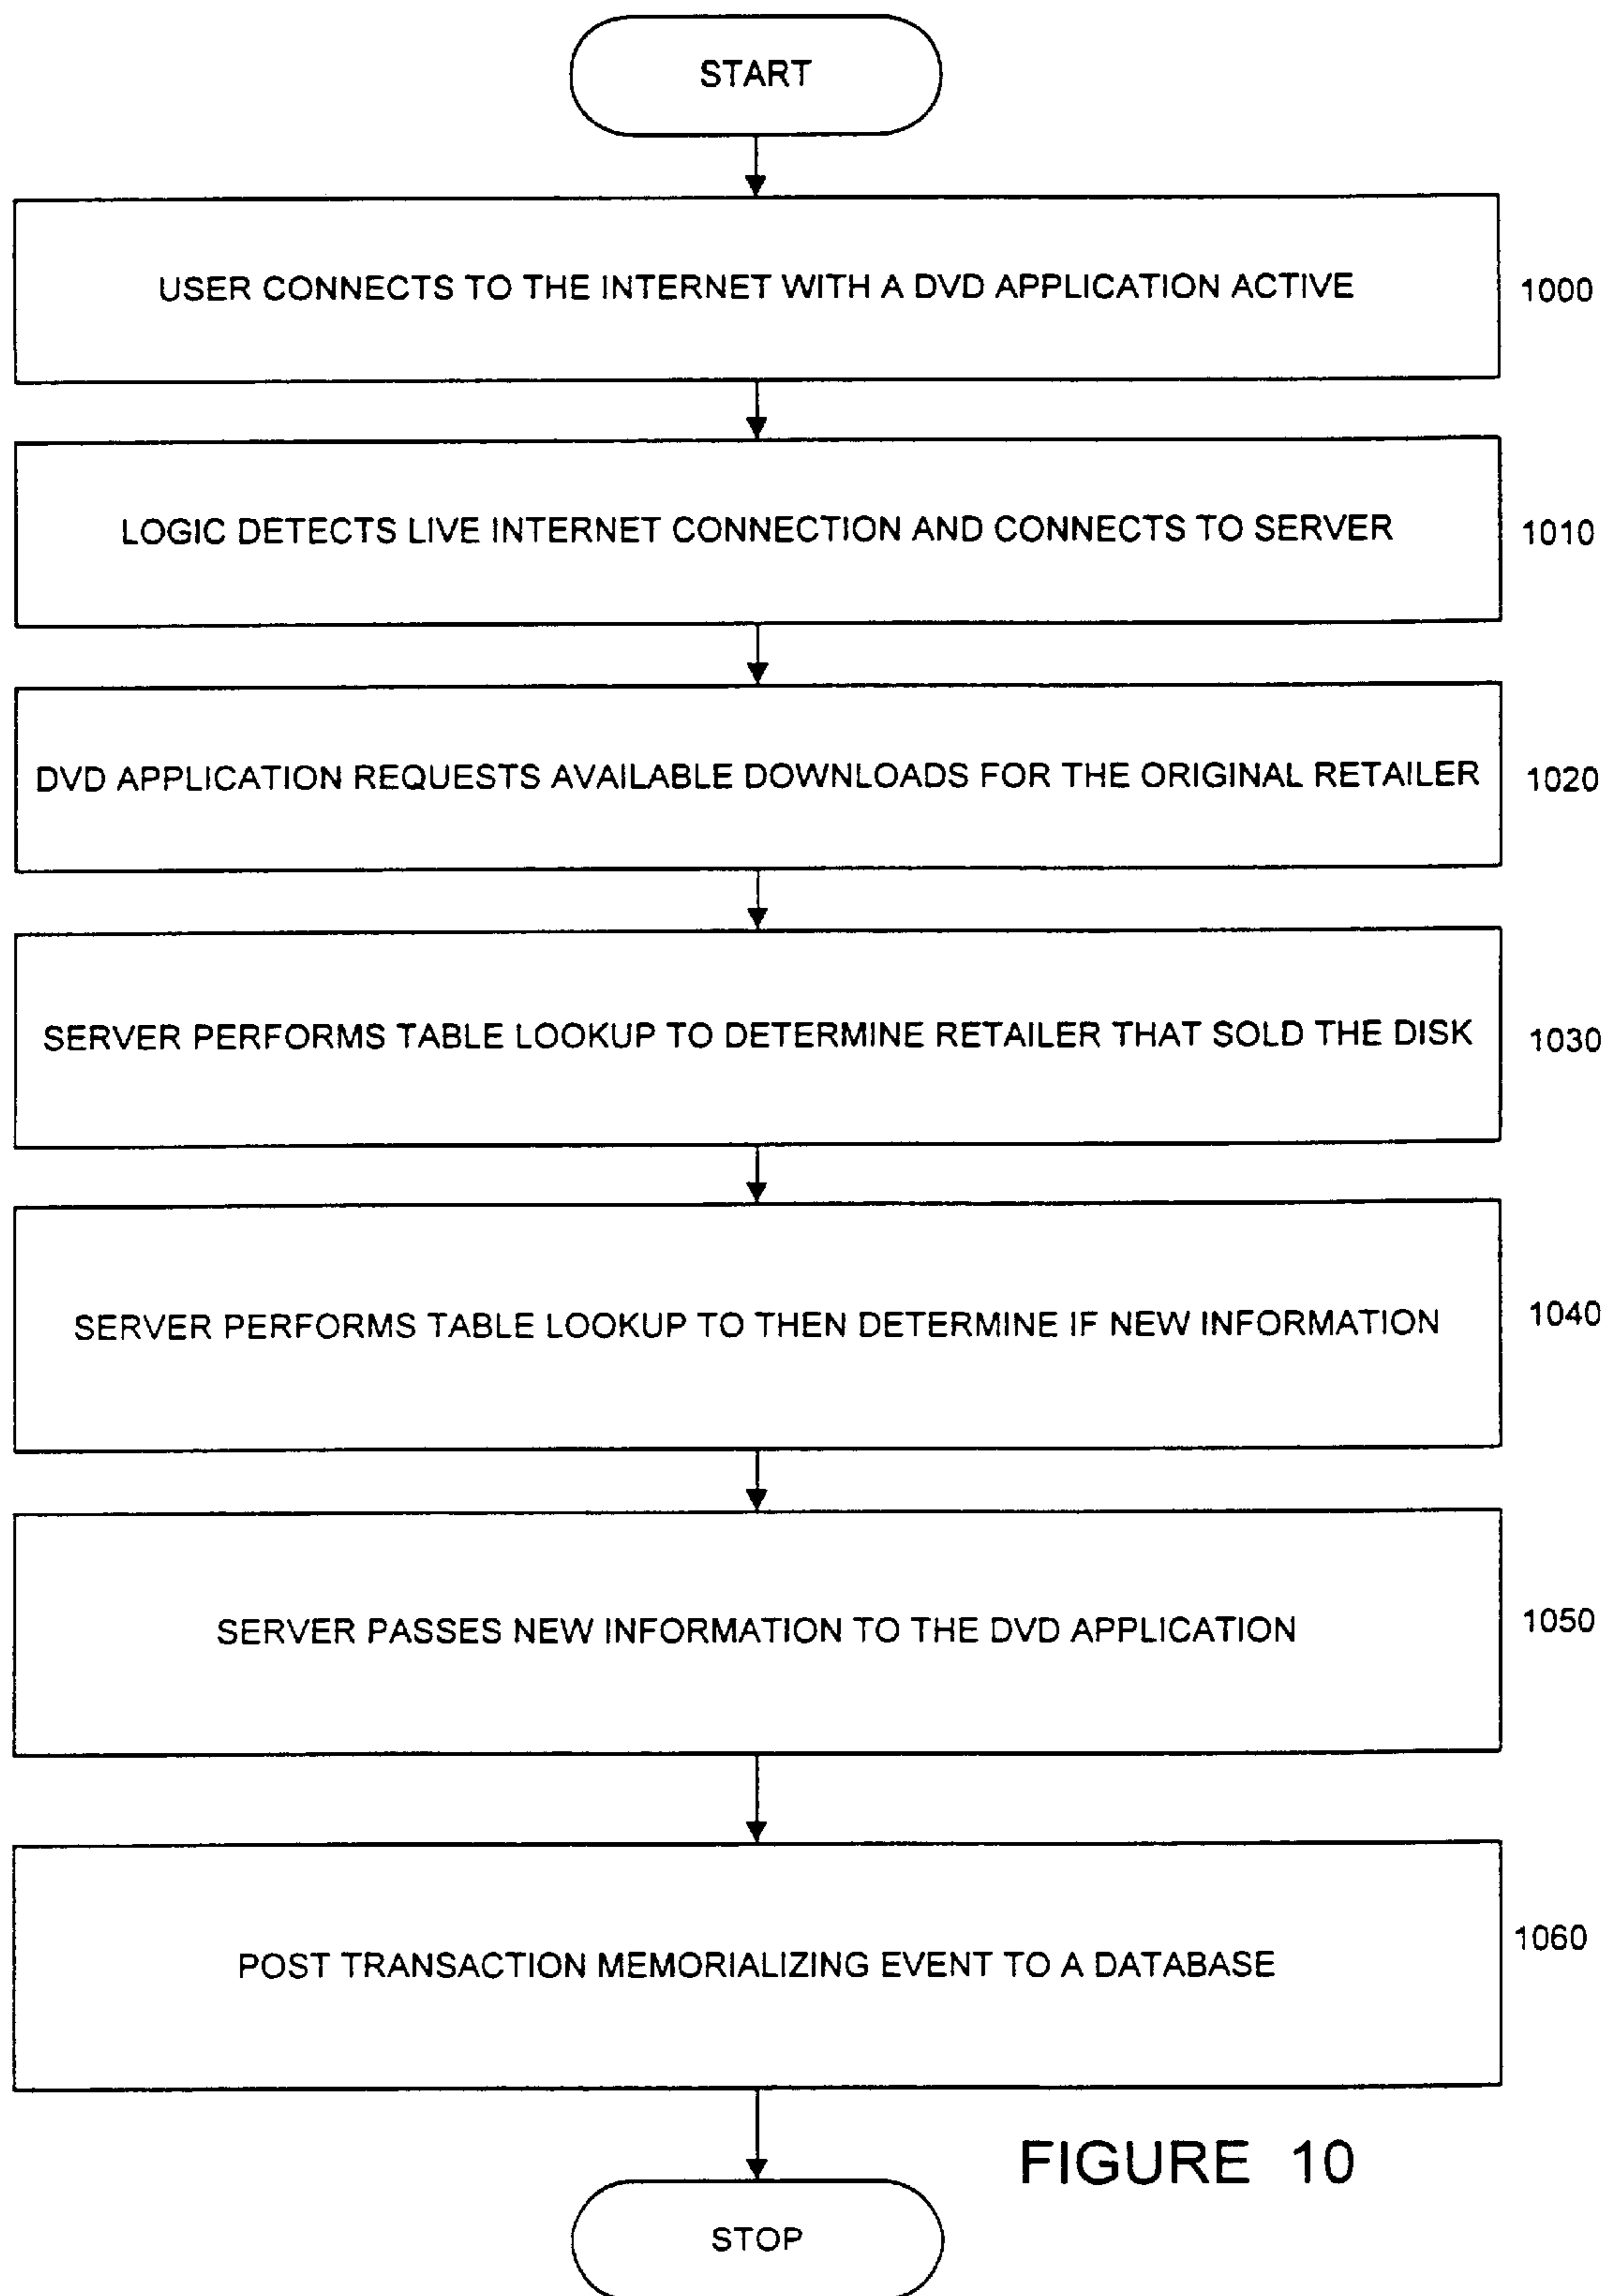 START
USER CONNECTS TO THE INTERNET WITH A DVD APPLICATION ACTIVE
1000
LOGIC DETECTS LIVE INTERNET CONNECTION AND CONNECTS TO SERVER
1010
DVD APPLICATION REQUESTS AVAILABLE DOWNLOADS FOR THE ORIGINAL RETAILER
1020
SERVER PERFORMS TABLE LOOKUP TO DETERMINE RETAILER THAT SOLD THE DISK
1030
SERVER PERFORMS TABLE LOOKUP TO THEN DETERMINE IF NEW INFORMATION
1040
SERVER PASSES NEW INFORMATION TO THE DVD APPLICATION
1050
POST TRANSACTION MEMORIALIZING EVENT TO A DATABASE
1060
FIGURE 10
STOP